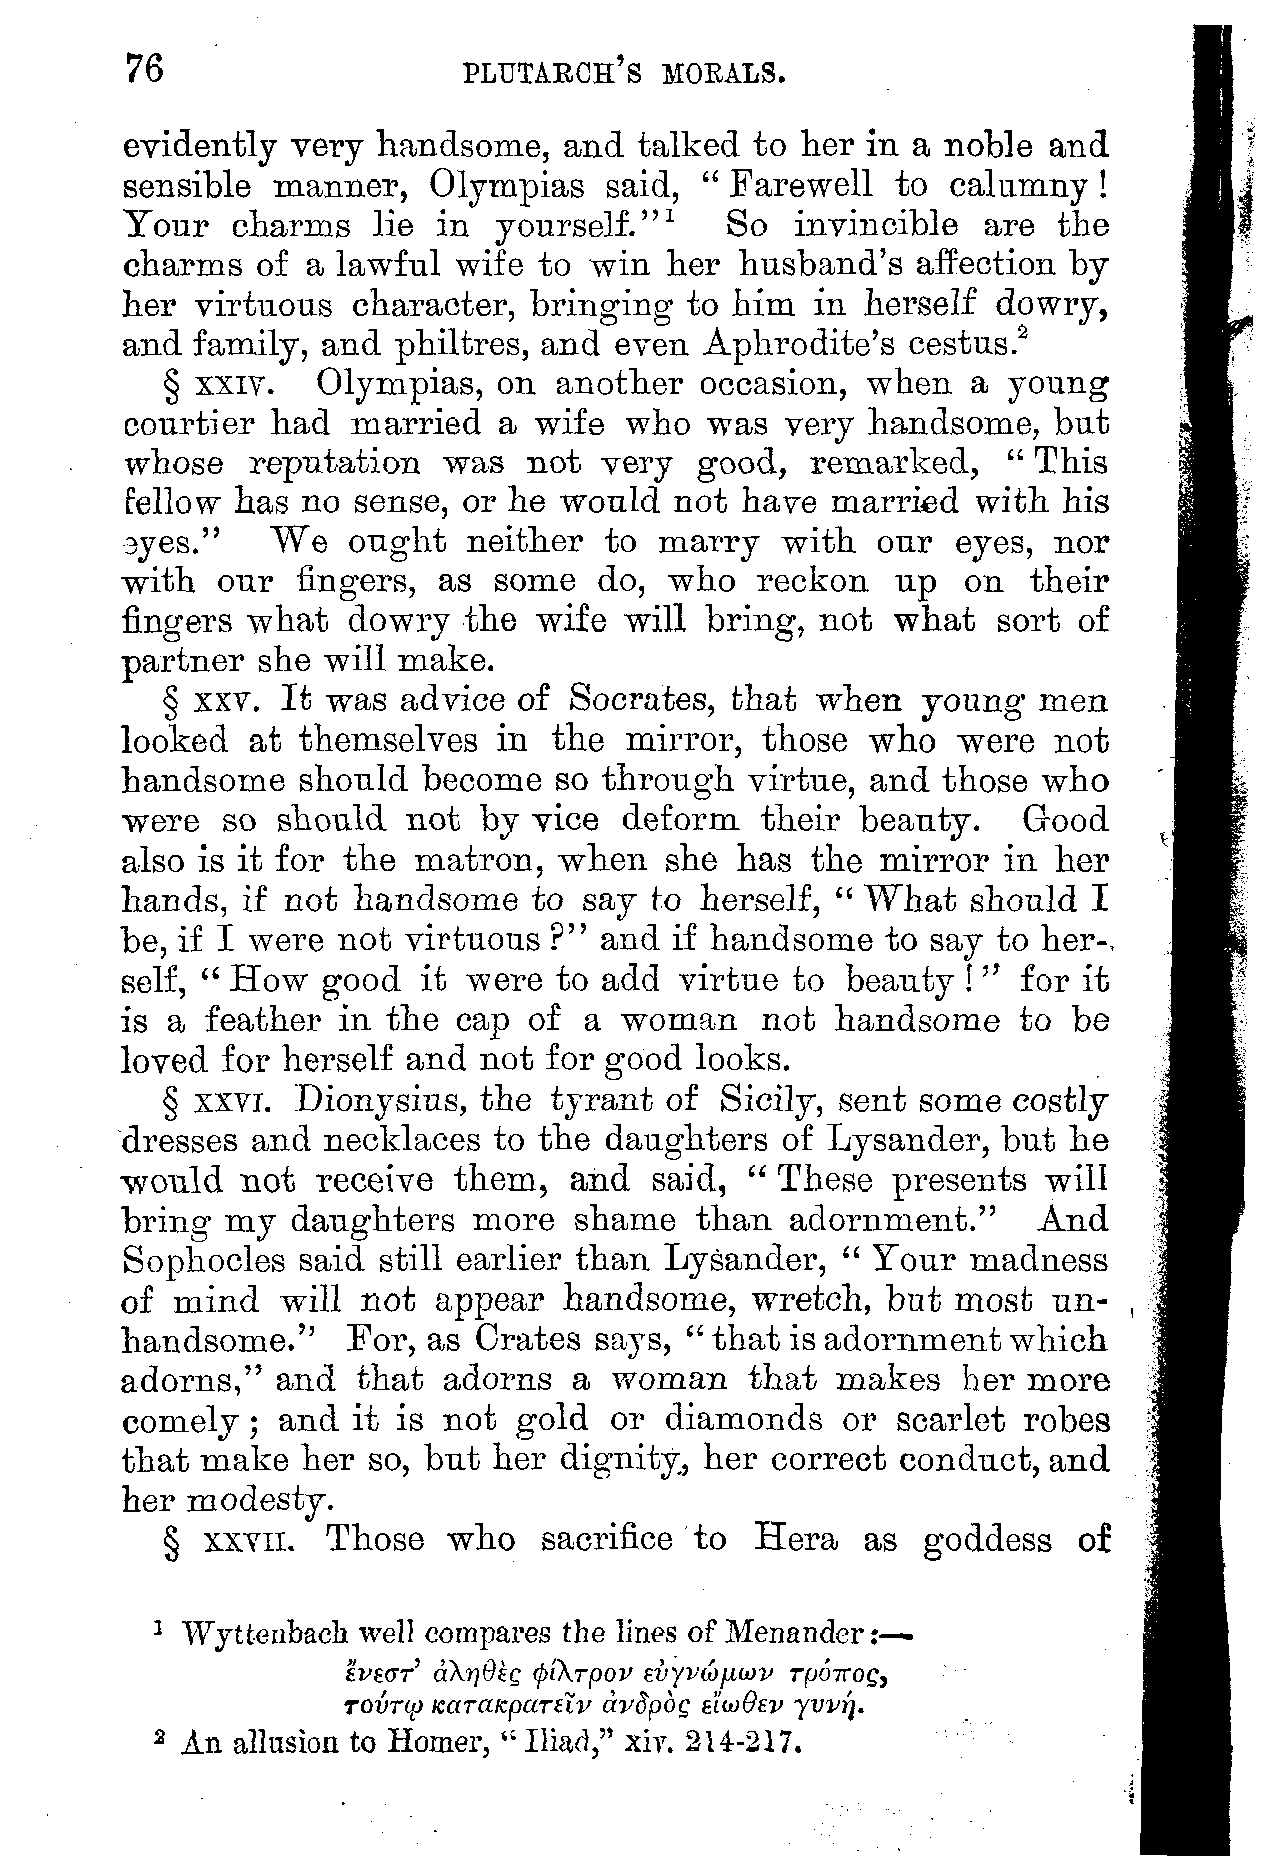 76
PLUTARCH'S MORALS.
evidently very handsome, and talked to her in a noble and
sensible manner, Olympias said, “ Farewell to calumny !
Your charms lie in yourself.”¹ So invincible are the
charms of a lawful wife to win her husband's affection by
her virtuous character, bringing to him in herself dowry,
and family, and philtres, and even Aphrodite's cestus.²
§ XXIV. Olympias, on another occasion, when a young
courtier had married a wife who was very handsome, but
whose reputation was not very good, remarked, “ This
fellow has no sense, or he would not have married with his
eyes.” We ought neither to marry with our eyes, nor
with our fingers, as some do, who reckon up on their
fingers what dowry the wife will bring, not what sort of
partner she will make.
§ XXV. It was advice of Socrates, that when young men
looked at themselves in the mirror, those who were not
handsome should become so through virtue, and those who
were so should not by vice deform their beauty. Good
also is it for the matron, when she has the mirror in her
hands, if not handsome to say to herself, “ What should I
be, if I were not virtuous ?” and if handsome to say to her-
self, “ How good it were to add virtue to beauty !” for it
is a feather in the cap of a woman not handsome to be
loved for herself and not for good looks.
§ XXVI. Dionysius, the tyrant of Sicily, sent some costly
dresses and necklaces to the daughters of Lysander, but he
would not receive them, and said, “ These presents will
bring my daughters more shame than adornment.” And
Sophocles said still earlier than Lysander, “ Your madness
of mind will not appear handsome, wretch, but most un-
handsome.” For, as Crates says, “ that is adornment which
adorns,” and that adorns a woman that makes her more
comely ; and it is not gold or diamonds or scarlet robes
that make her so, but her dignity, her correct conduct, and
her modesty.
§ XXVII. Those who sacrifice to Hera as goddess of
¹ Wyttenbach well compares the lines of Menander :—
ἔνεστ' ἀληθὲς φίλτρον εὐγνώμων τρόπος,
τούτῳ κατακρατεῖν ἀνδρὸς εἴωθεν γυνή.
² An allusion to Homer, “ Iliad,” xiv. 214-217.